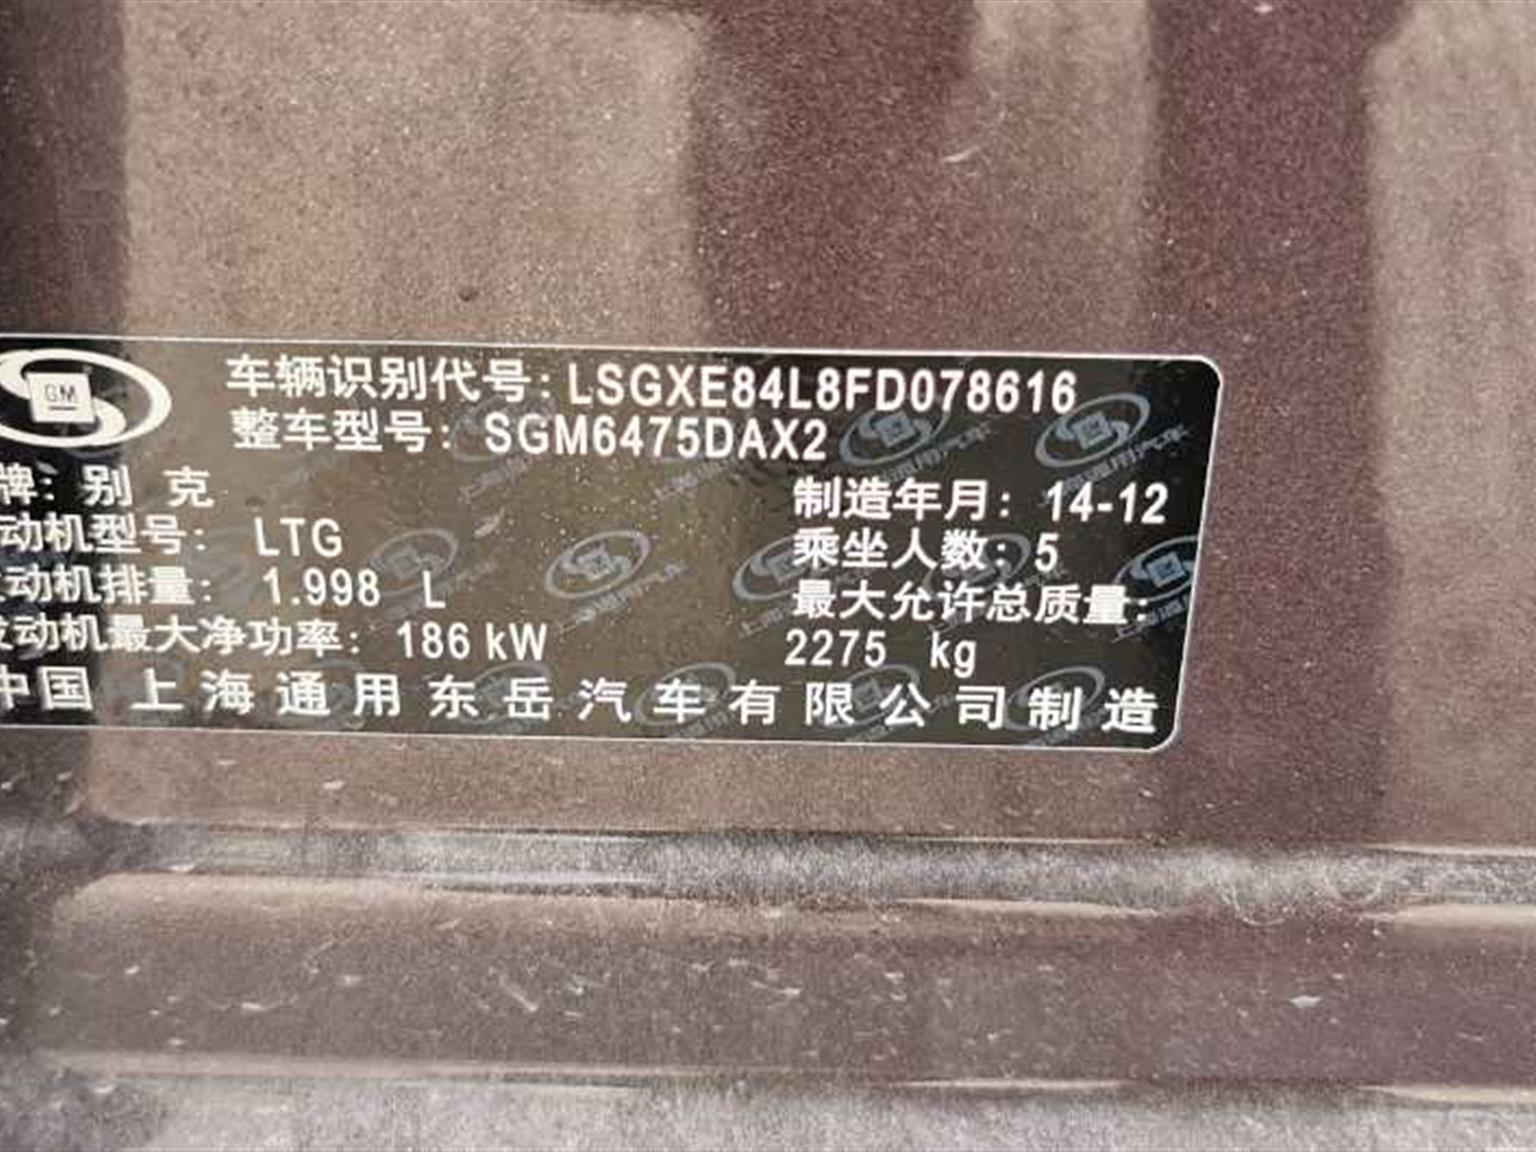 GM
车辆识别代号: LSGXE84L8FD078616
整车型号: SGM6475DAX2
牌: 别 克
制造年月: 14-12
动机型号: LTG
乘坐人数: 5
动机排量: 1.998 L
最大允许总质量:
发动机最大净功率: 186 kW
2275 kg
中国 上海通用东岳汽车有限公司制造